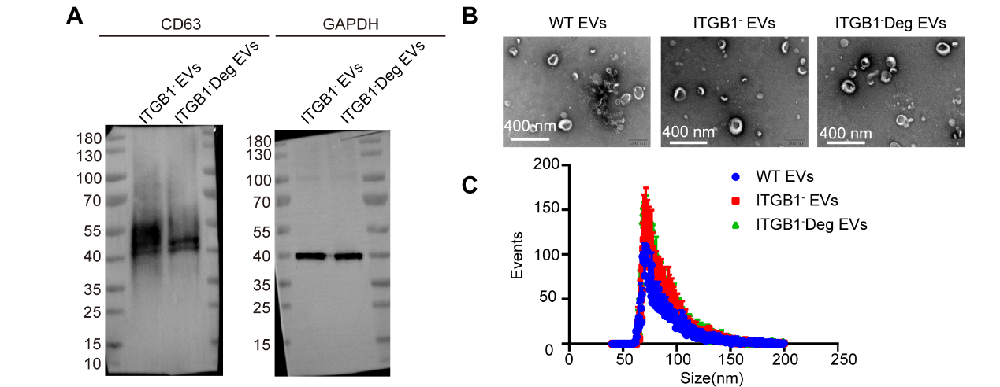 A
CD63
GAPDH
ITGB1- EVs
ITGB1-Deg EVs
ITGB1- EVs
ITGB1-Deg EVs
180
130
100
70
55
40
35
25
15
10
180
130
100
70
55
40
35
25
15
B
WT EVs
ITGB1- EVs
ITGB1-Deg EVs
400 nm
400 nm
400 nm
C
200
150
100
50
0
Events
0
50
100
150
200
250
Size(nm)
WT EVs
ITGB1- EVs
ITGB1-Deg EVs